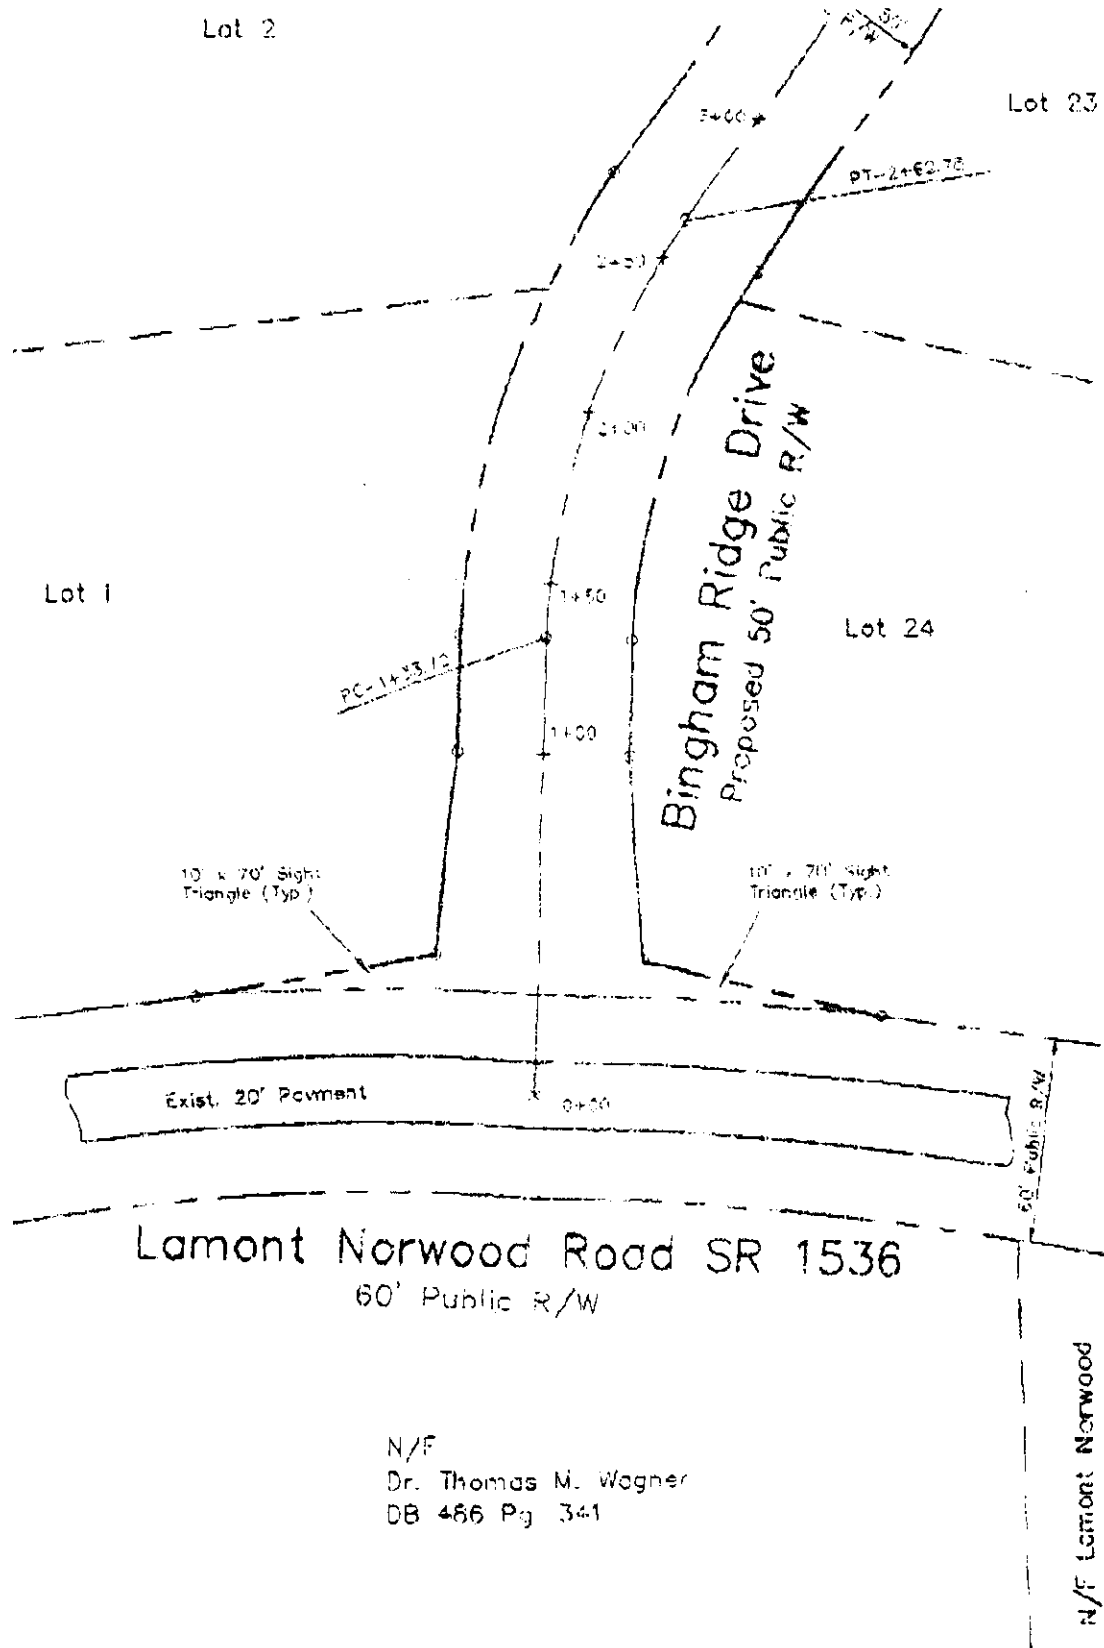 Lot 2
50'
R/W
Lot 23
3+00
PT-2+62.78
2+50
2+00
Bingham Ridge Drive
Proposed 50' Public R/W
Lot 1
1+50
Lot 24
PC-1+33.12
1+00
10' x 70' Sight
Triangle (Typ.)
10' x 70' Sight
Triangle (Typ.)
Exist. 20' Pavment
0+00
60' Public R/W
Lamont Norwood Road SR 1536
60' Public R/W
N/F
Dr. Thomas M. Wagner
DB 486 Pg 341
N/F Lamont Norwood